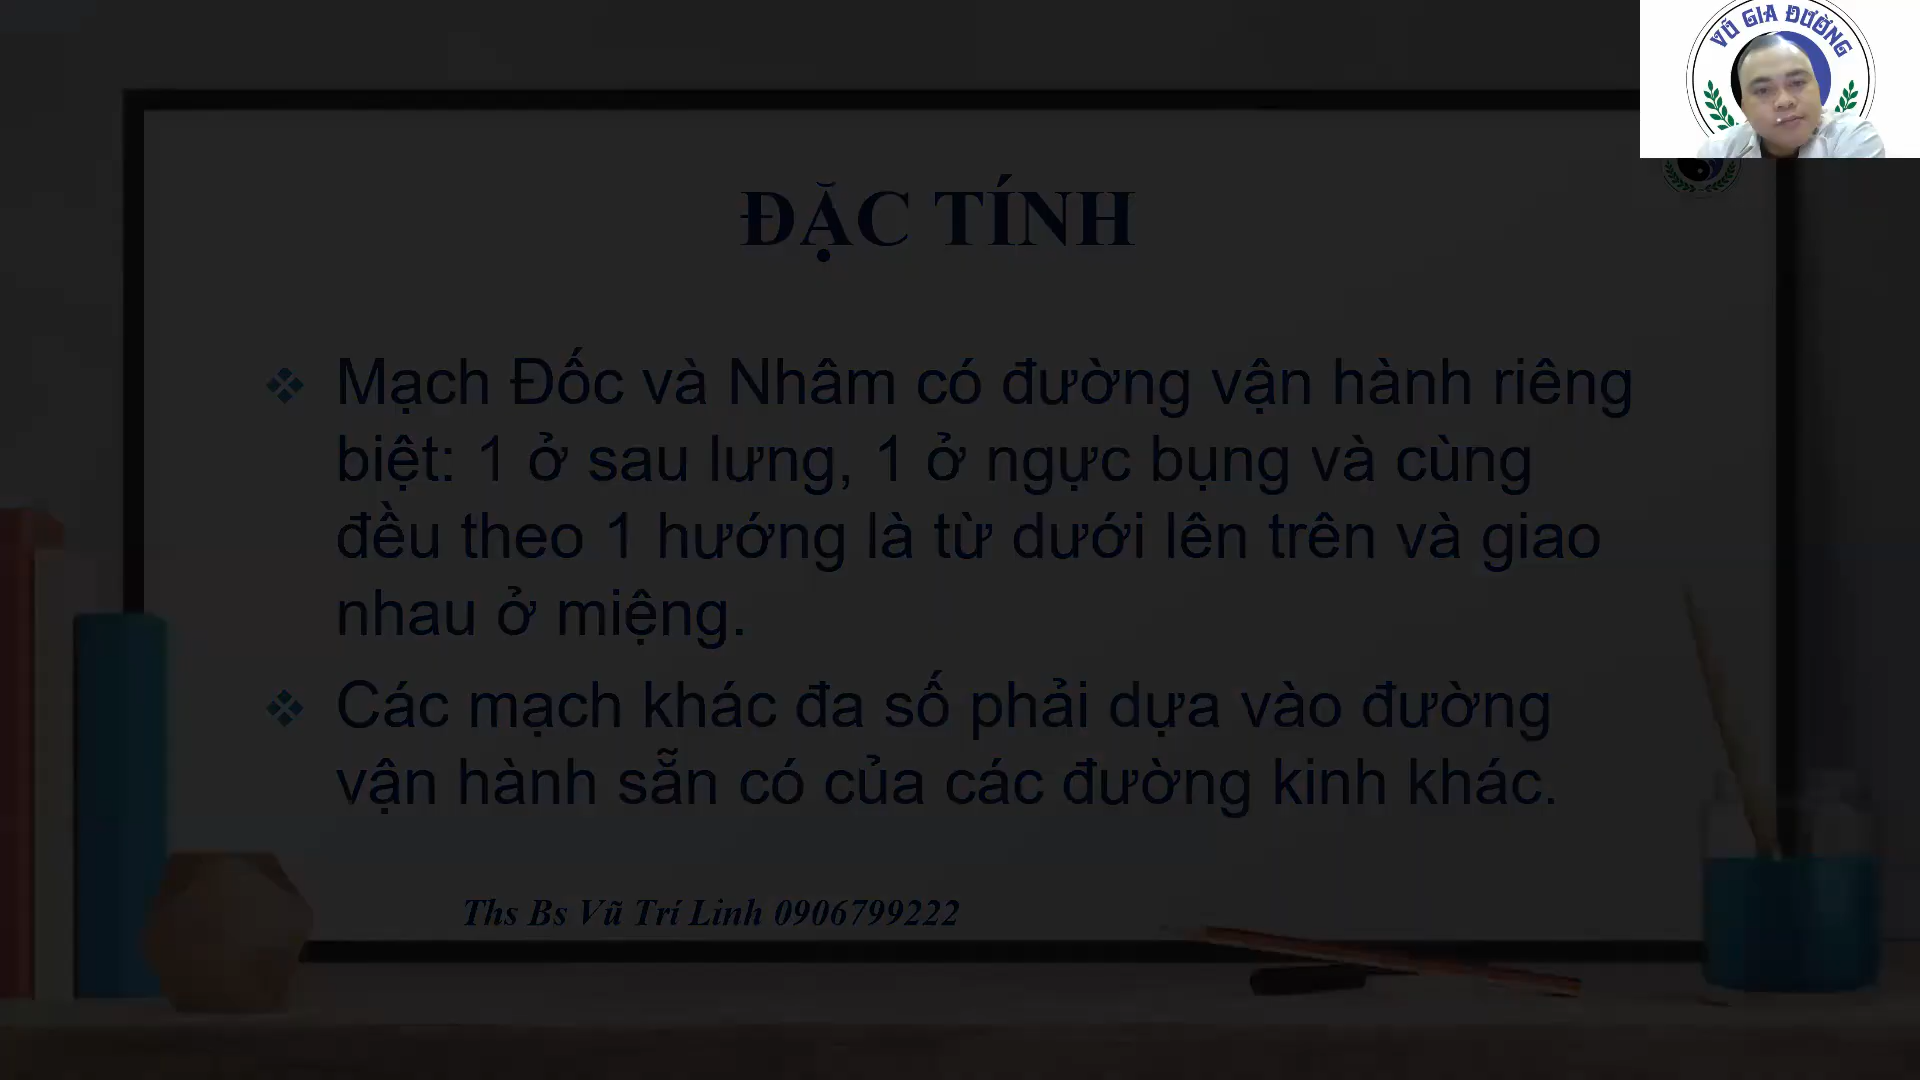 VŨ GIA ĐƯỜNG
ĐẶC TÍNH
❖ Mạch Đốc và Nhâm có đường vận hành riêng
biệt: 1 ở sau lưng, 1 ở ngực bụng và cùng
đều theo 1 hướng là từ dưới lên trên và giao
nhau ở miệng.
❖ Các mạch khác đa số phải dựa vào đường
vận hành sẵn có của các đường kinh khác.
Ths Bs Vũ Trí Linh 0906799222